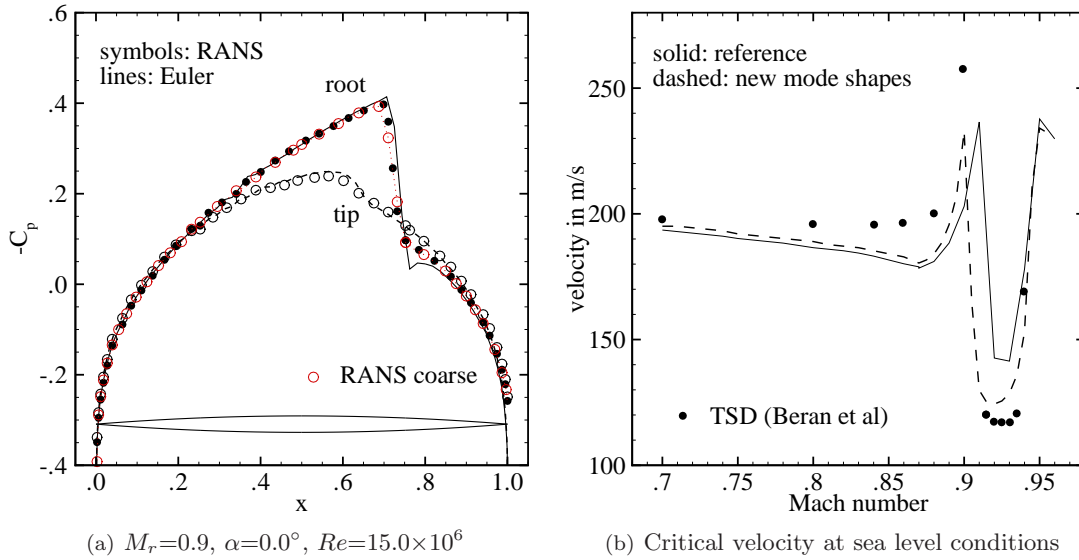 symbols: RANS
lines: Euler
root
tip
RANS coarse
-C_p
.6
.4
.2
.0
-.2
-.4
.0
.2
.4
.6
.8
1.0
x
(a) M_r=0.9, α=0.0°, Re=15.0×10^6
solid: reference
dashed: new mode shapes
TSD (Beran et al)
velocity in m/s
250
200
150
100
.7
.75
.8
.85
.9
.95
Mach number
(b) Critical velocity at sea level conditions